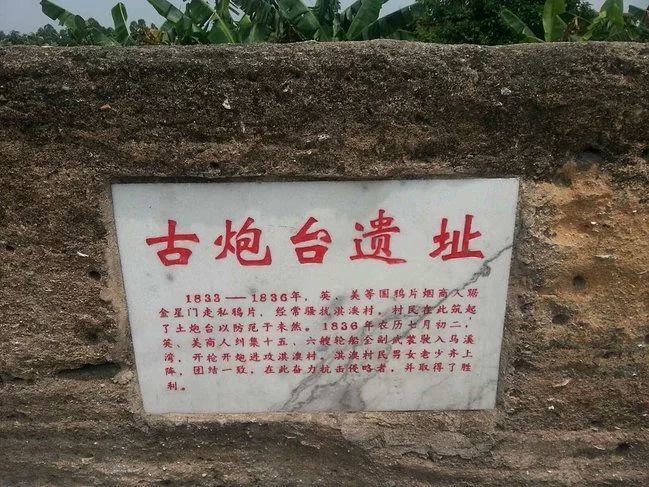 古炮台遗址
1833——1836年，英、美等国鸦片烟商人踞
金星门走私鸦片，经常骚扰淇澳村，村民在此筑起
了土炮台以防范于未然。1836年农历七月初二，
英、美商人纠集十五、六艘轮船全副武装驶入马溪
湾，开枪开炮进攻淇澳村，淇澳村民男女老少齐上
阵，团结一致，在此奋力抗击侵略者，并取得了胜
利。